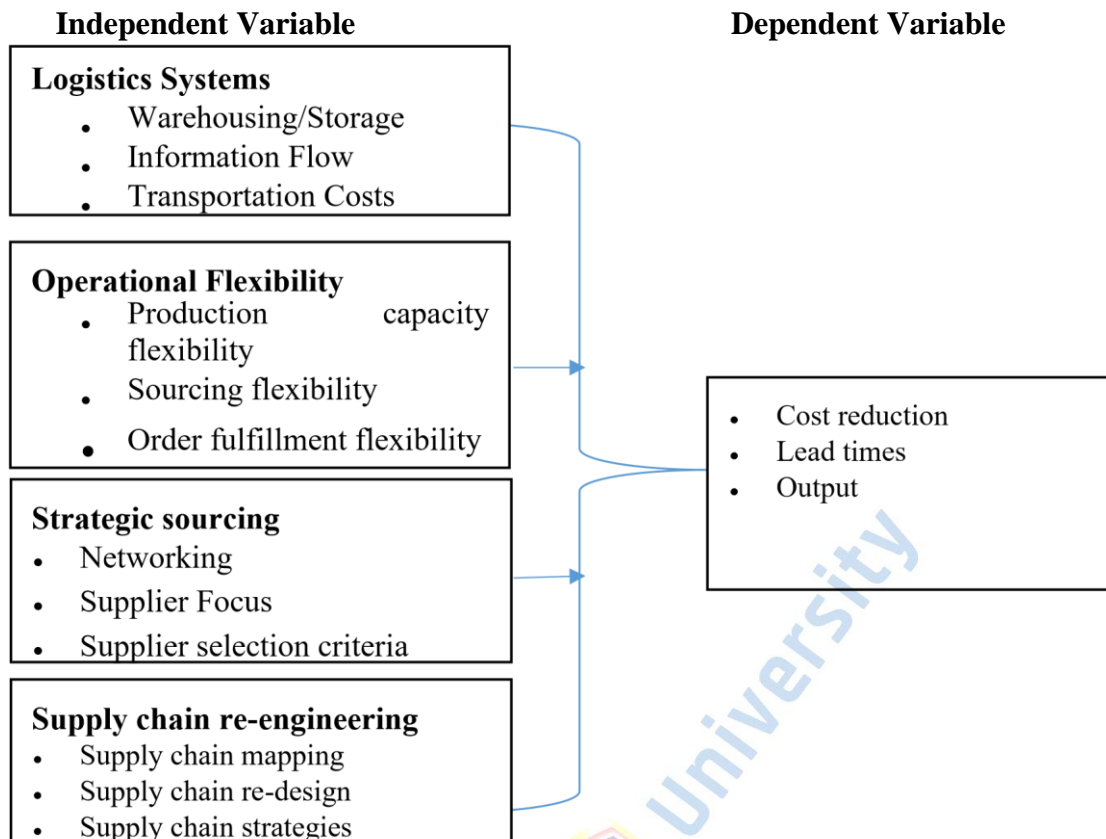 Independent Variable
Dependent Variable
Logistics Systems
• Warehousing/Storage
• Information Flow
• Transportation Costs
Operational Flexibility
• Production capacity
flexibility
• Sourcing flexibility
• Order fulfillment flexibility
Strategic sourcing
• Networking
• Supplier Focus
• Supplier selection criteria
Supply chain re-engineering
• Supply chain mapping
• Supply chain re-design
• Supply chain strategies
• Cost reduction
• Lead times
• Output
University